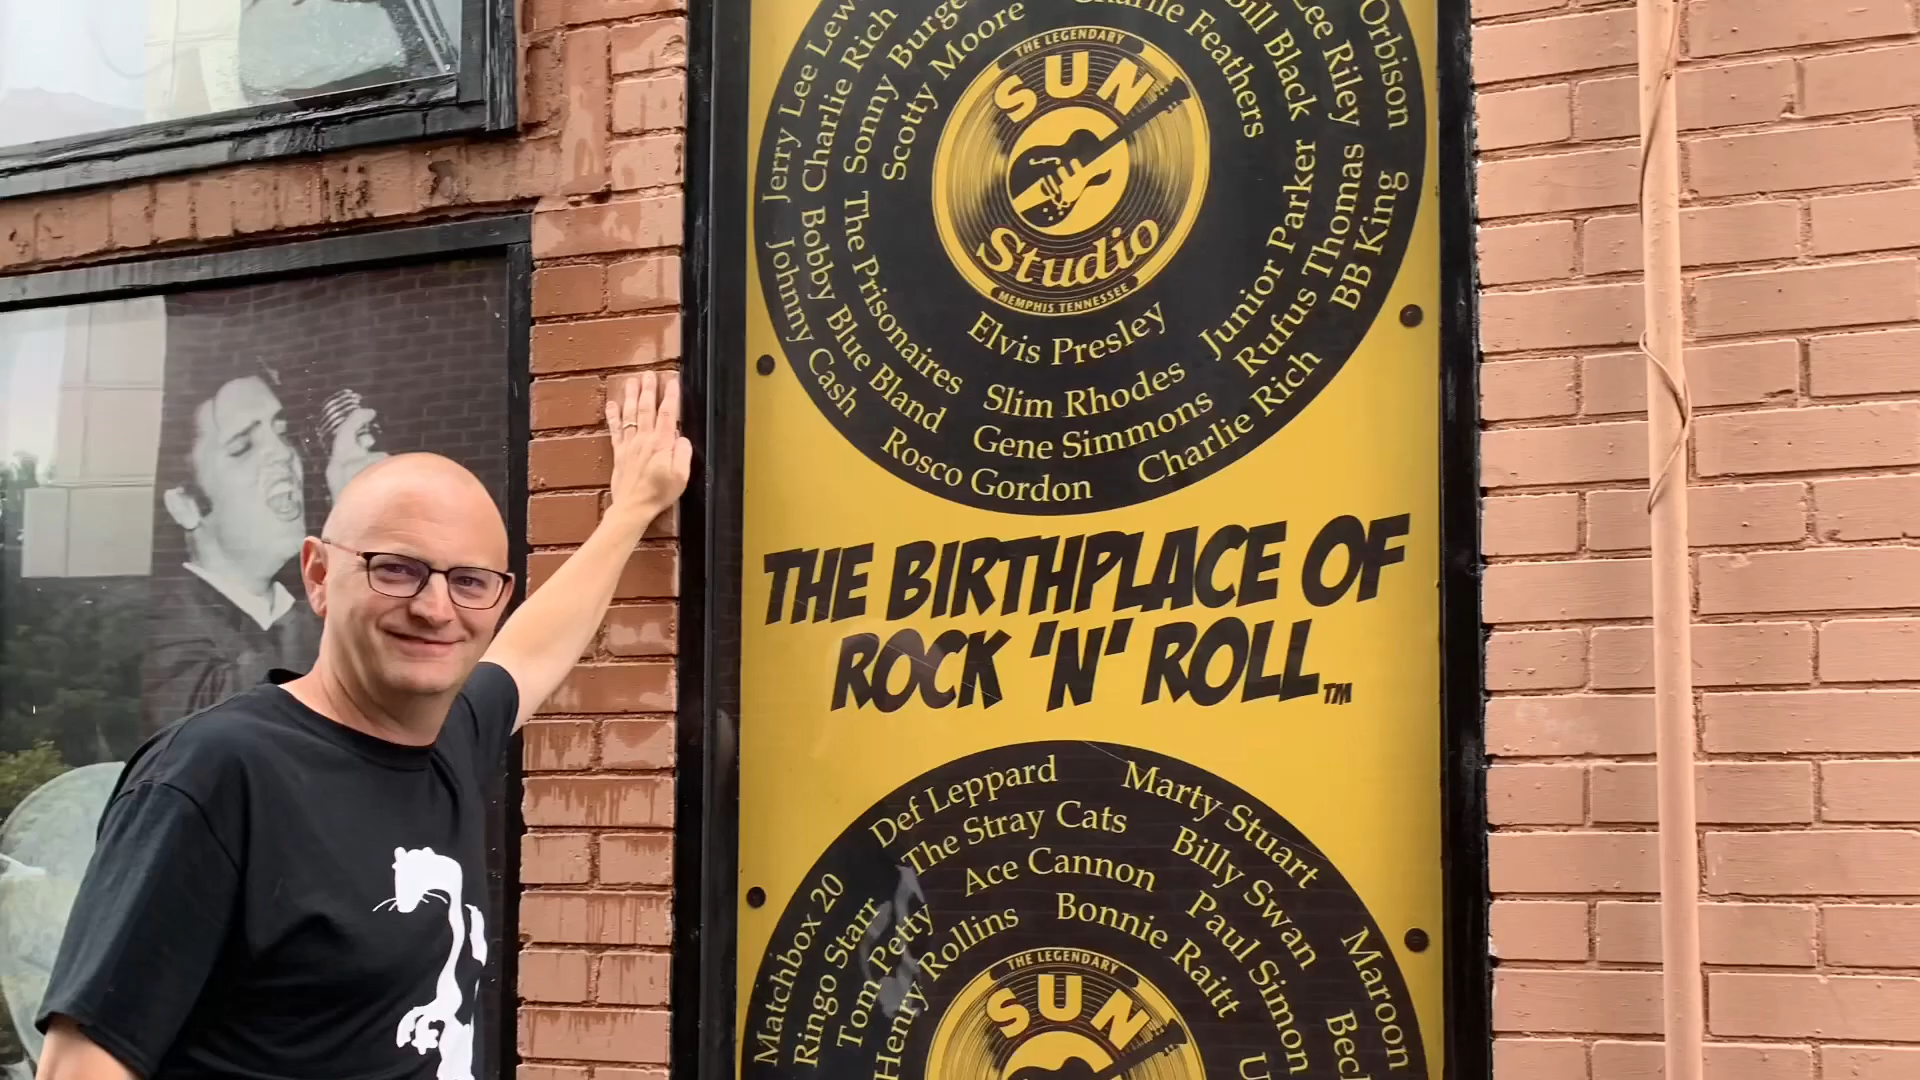 Jerry Lee
Charlie Rich
Sonny
Scotty Moore
Charlie Feathers
Bill Black
Lee Riley
Orbison
THE LEGENDARY
SUN
Studio
MEMPHIS TENNESSEE
Johnny Cash
Bobby Blue Bland
The Prisonaires
Elvis Presley
Slim Rhodes
Gene Simmons
Rosco Gordon
Junior Parker
Rufus Thomas
BB King
Charlie Rich
THE BIRTHPLACE OF
ROCK 'N' ROLL TM
Def Leppard
Marty Stuart
The Stray Cats
Billy Swan
Ace Cannon
Paul Simon
Bonnie Raitt
Matchbox 20
Ringo Starr
Tom Petty
Henry Rollins
Maroon
THE LEGENDARY
SUN